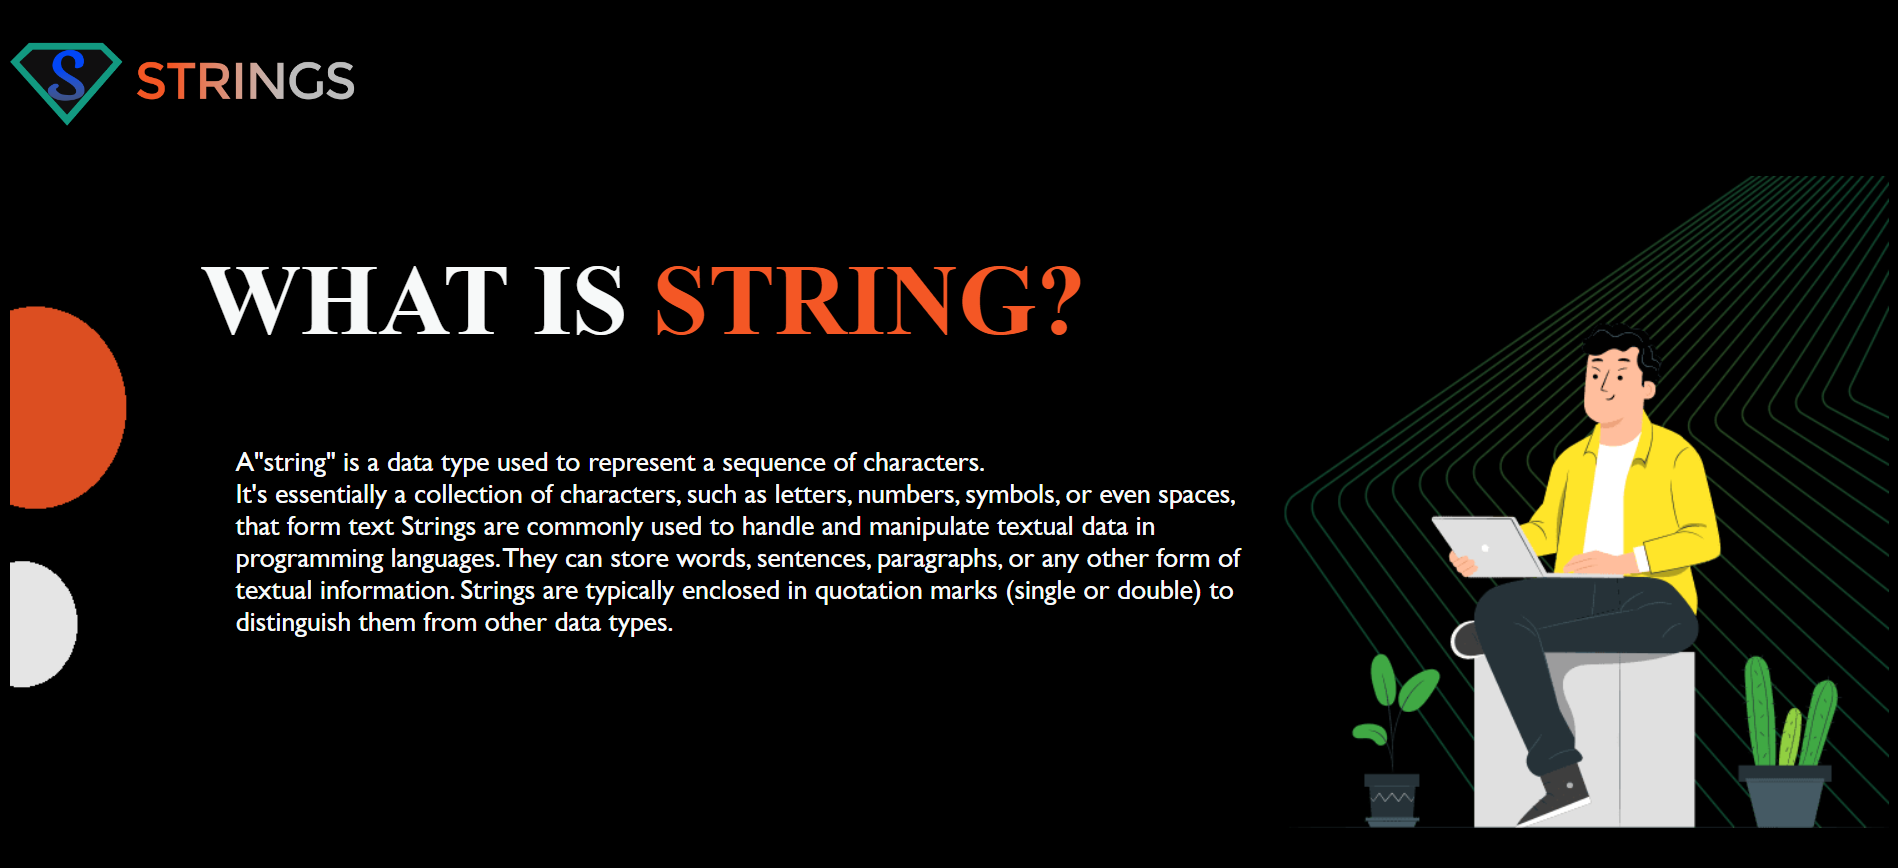 S STRINGS
WHAT IS STRING?
A"string" is a data type used to represent a sequence of characters.
It's essentially a collection of characters, such as letters, numbers, symbols, or even spaces,
that form text Strings are commonly used to handle and manipulate textual data in
programming languages. They can store words, sentences, paragraphs, or any other form of
textual information. Strings are typically enclosed in quotation marks (single or double) to
distinguish them from other data types.